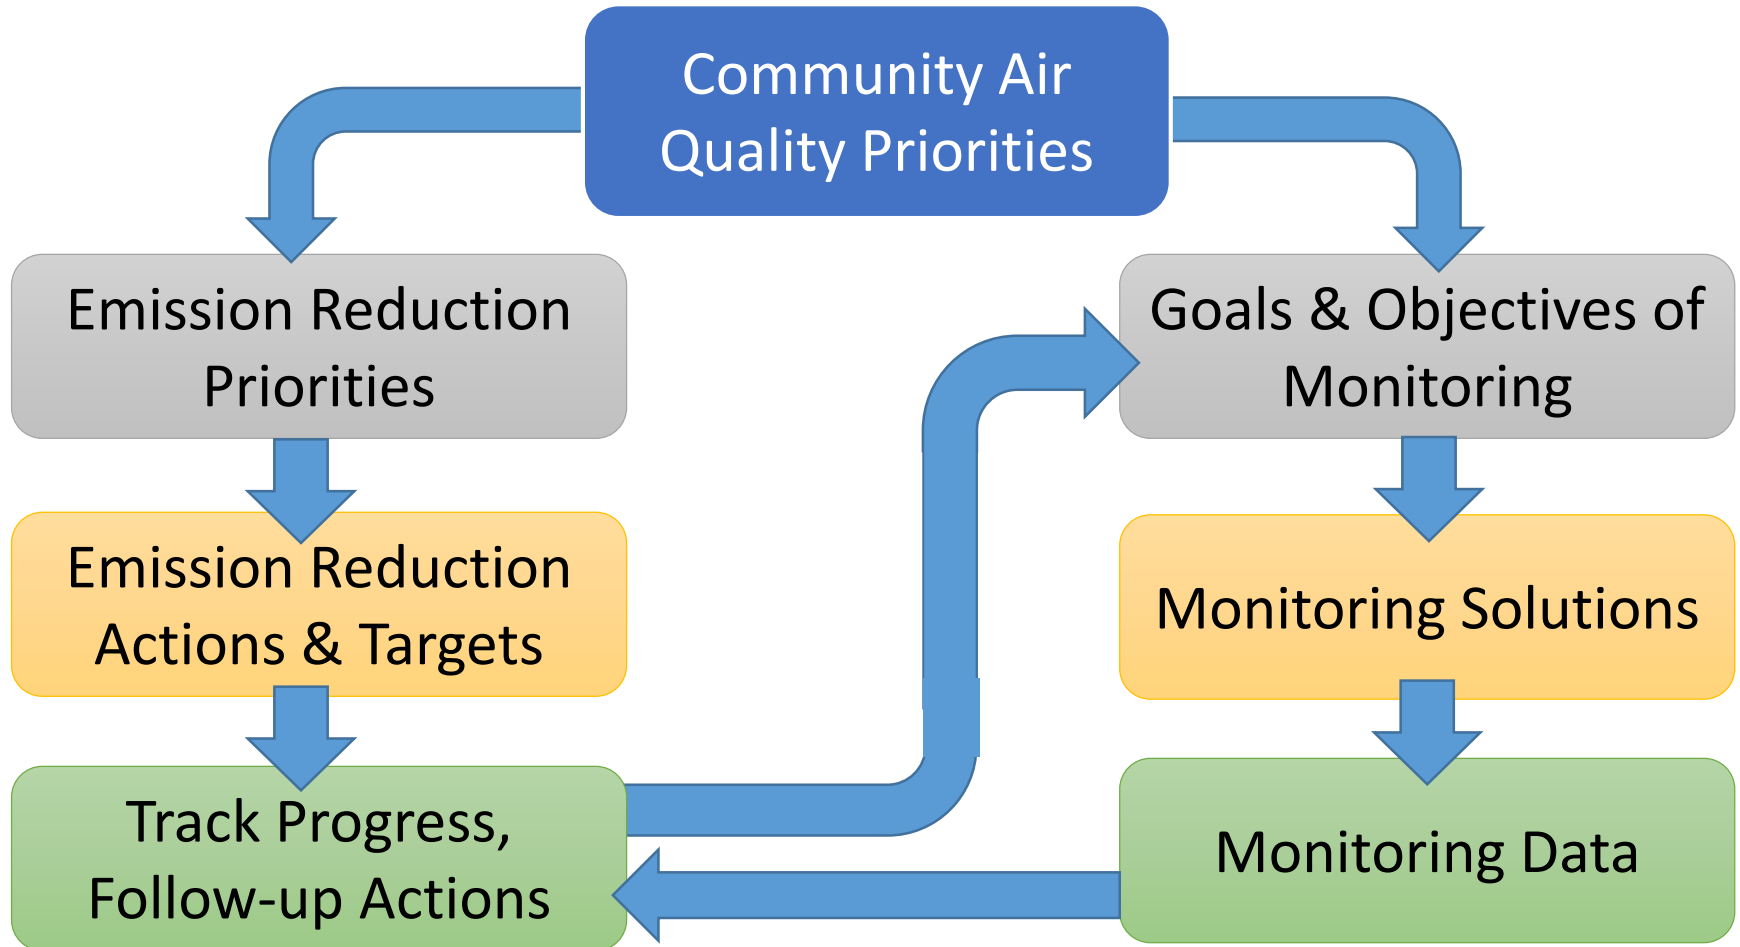 Community Air
Quality Priorities
Emission Reduction
Priorities
Goals & Objectives of
Monitoring
Emission Reduction
Actions & Targets
Monitoring Solutions
Track Progress,
Follow-up Actions
Monitoring Data